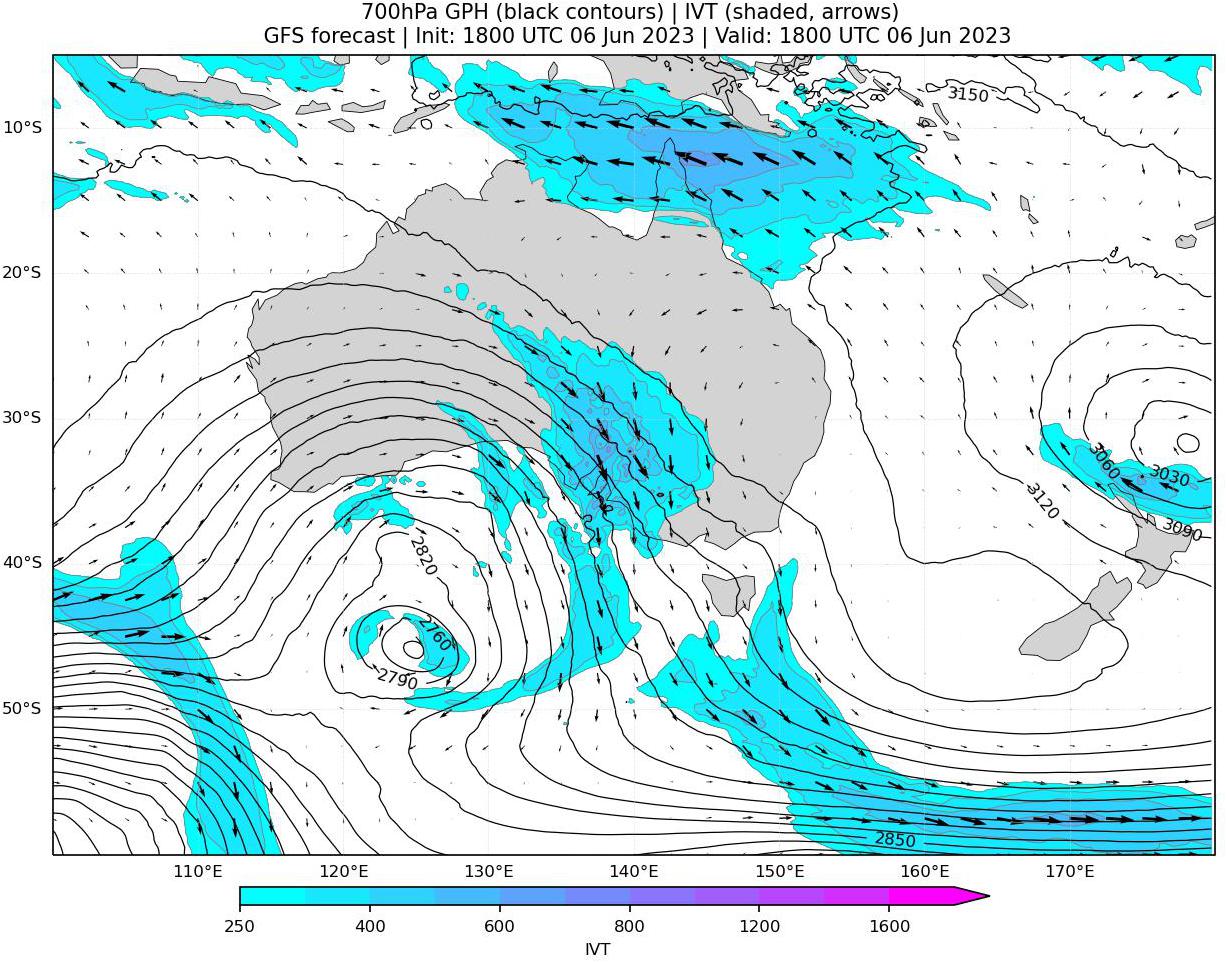 700hPa GPH (black contours) | IVT (shaded, arrows)
GFS forecast | Init: 1800 UTC 06 Jun 2023 | Valid: 1800 UTC 06 Jun 2023
3150
10°S
20°S
30°S
3060
3030
3120
3090
40°S
2820
2760
2790
50°S
2850
110°E 120°E 130°E 140°E 150°E 160°E 170°E
250 400 600 800 1200 1600
IVT